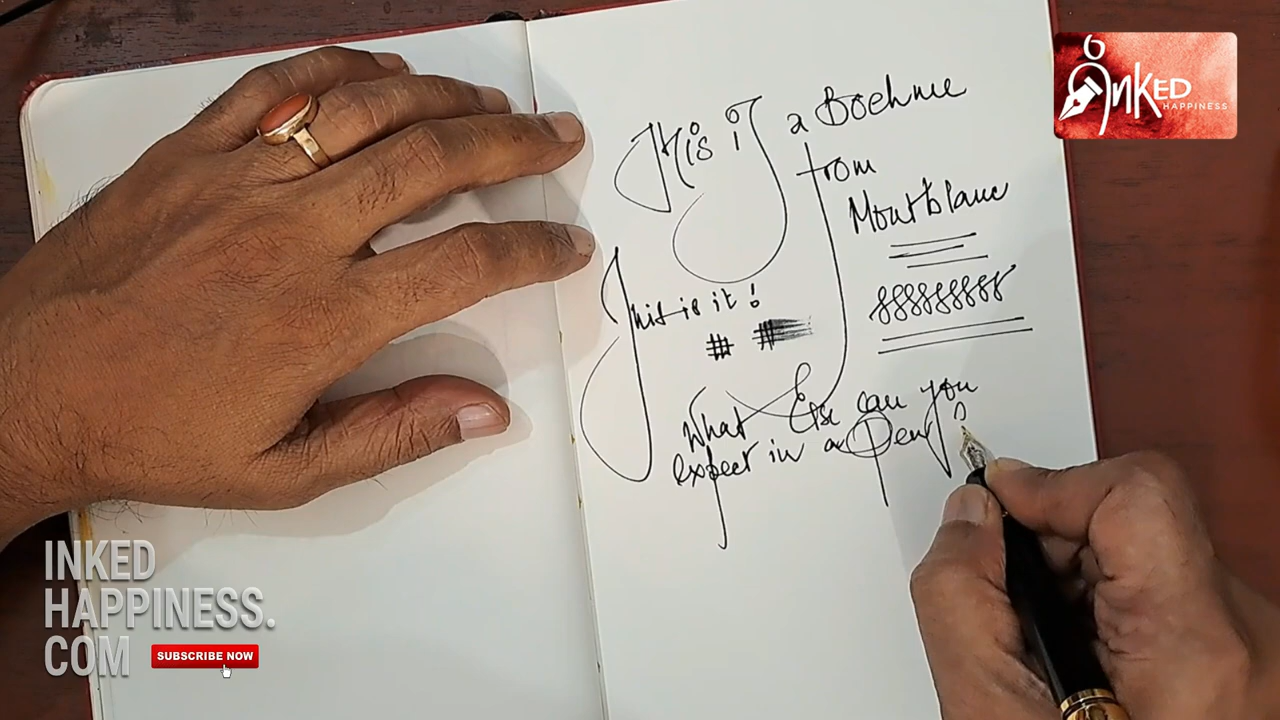 This is a Boehme
from
Montblanc
This is it!
What Else can you
expect in a Pen?
INKED
HAPPINESS
INKED
HAPPINESS.
COM
SUBSCRIBE NOW